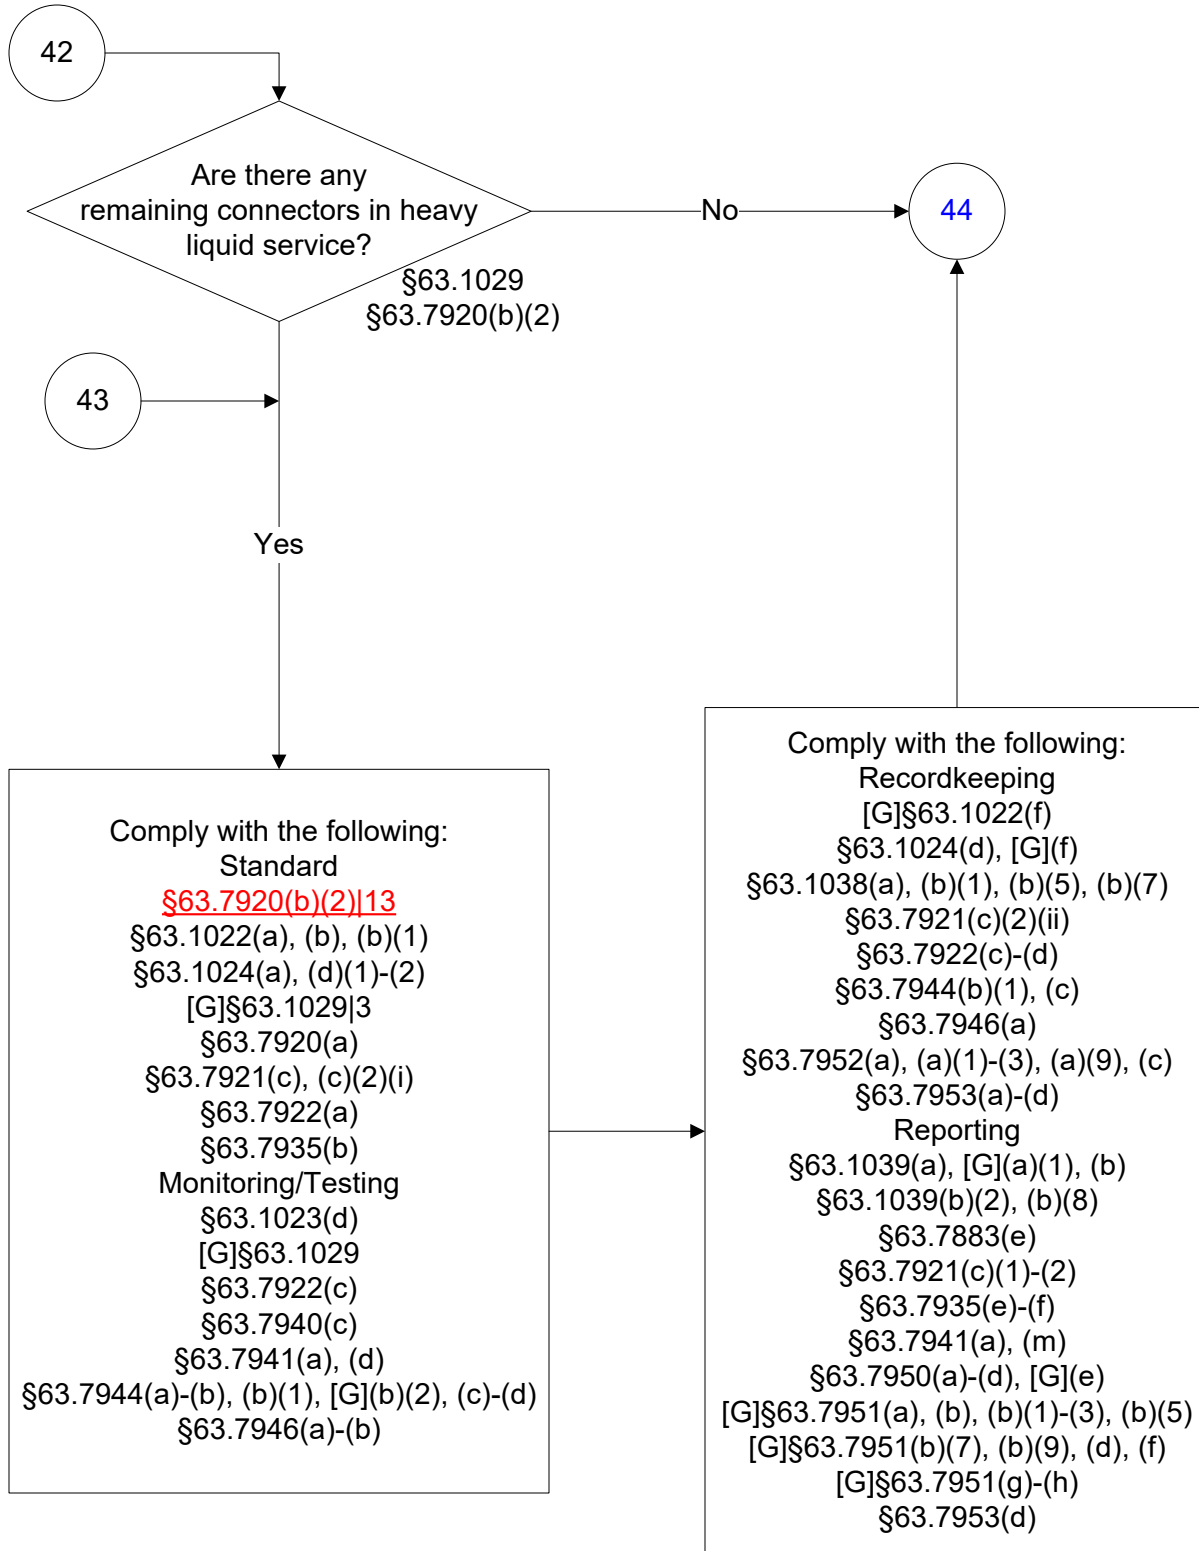 42
Are there any
remaining connectors in heavy
liquid service?
§63.1029
§63.7920(b)(2)
No
44
43
Yes
Comply with the following:
Standard
§63.7920(b)(2)|13
§63.1022(a), (b), (b)(1)
§63.1024(a), (d)(1)-(2)
[G]§63.1029|3
§63.7920(a)
§63.7921(c), (c)(2)(i)
§63.7922(a)
§63.7935(b)
Monitoring/Testing
§63.1023(d)
[G]§63.1029
§63.7922(c)
§63.7940(c)
§63.7941(a), (d)
§63.7944(a)-(b), (b)(1), [G](b)(2), (c)-(d)
§63.7946(a)-(b)
Comply with the following:
Recordkeeping
[G]§63.1022(f)
§63.1024(d), [G](f)
§63.1038(a), (b)(1), (b)(5), (b)(7)
§63.7921(c)(2)(ii)
§63.7922(c)-(d)
§63.7944(b)(1), (c)
§63.7946(a)
§63.7952(a), (a)(1)-(3), (a)(9), (c)
§63.7953(a)-(d)
Reporting
§63.1039(a), [G](a)(1), (b)
§63.1039(b)(2), (b)(8)
§63.7883(e)
§63.7921(c)(1)-(2)
§63.7935(e)-(f)
§63.7941(a), (m)
§63.7950(a)-(d), [G](e)
[G]§63.7951(a), (b), (b)(1)-(3), (b)(5)
[G]§63.7951(b)(7), (b)(9), (d), (f)
[G]§63.7951(g)-(h)
§63.7953(d)